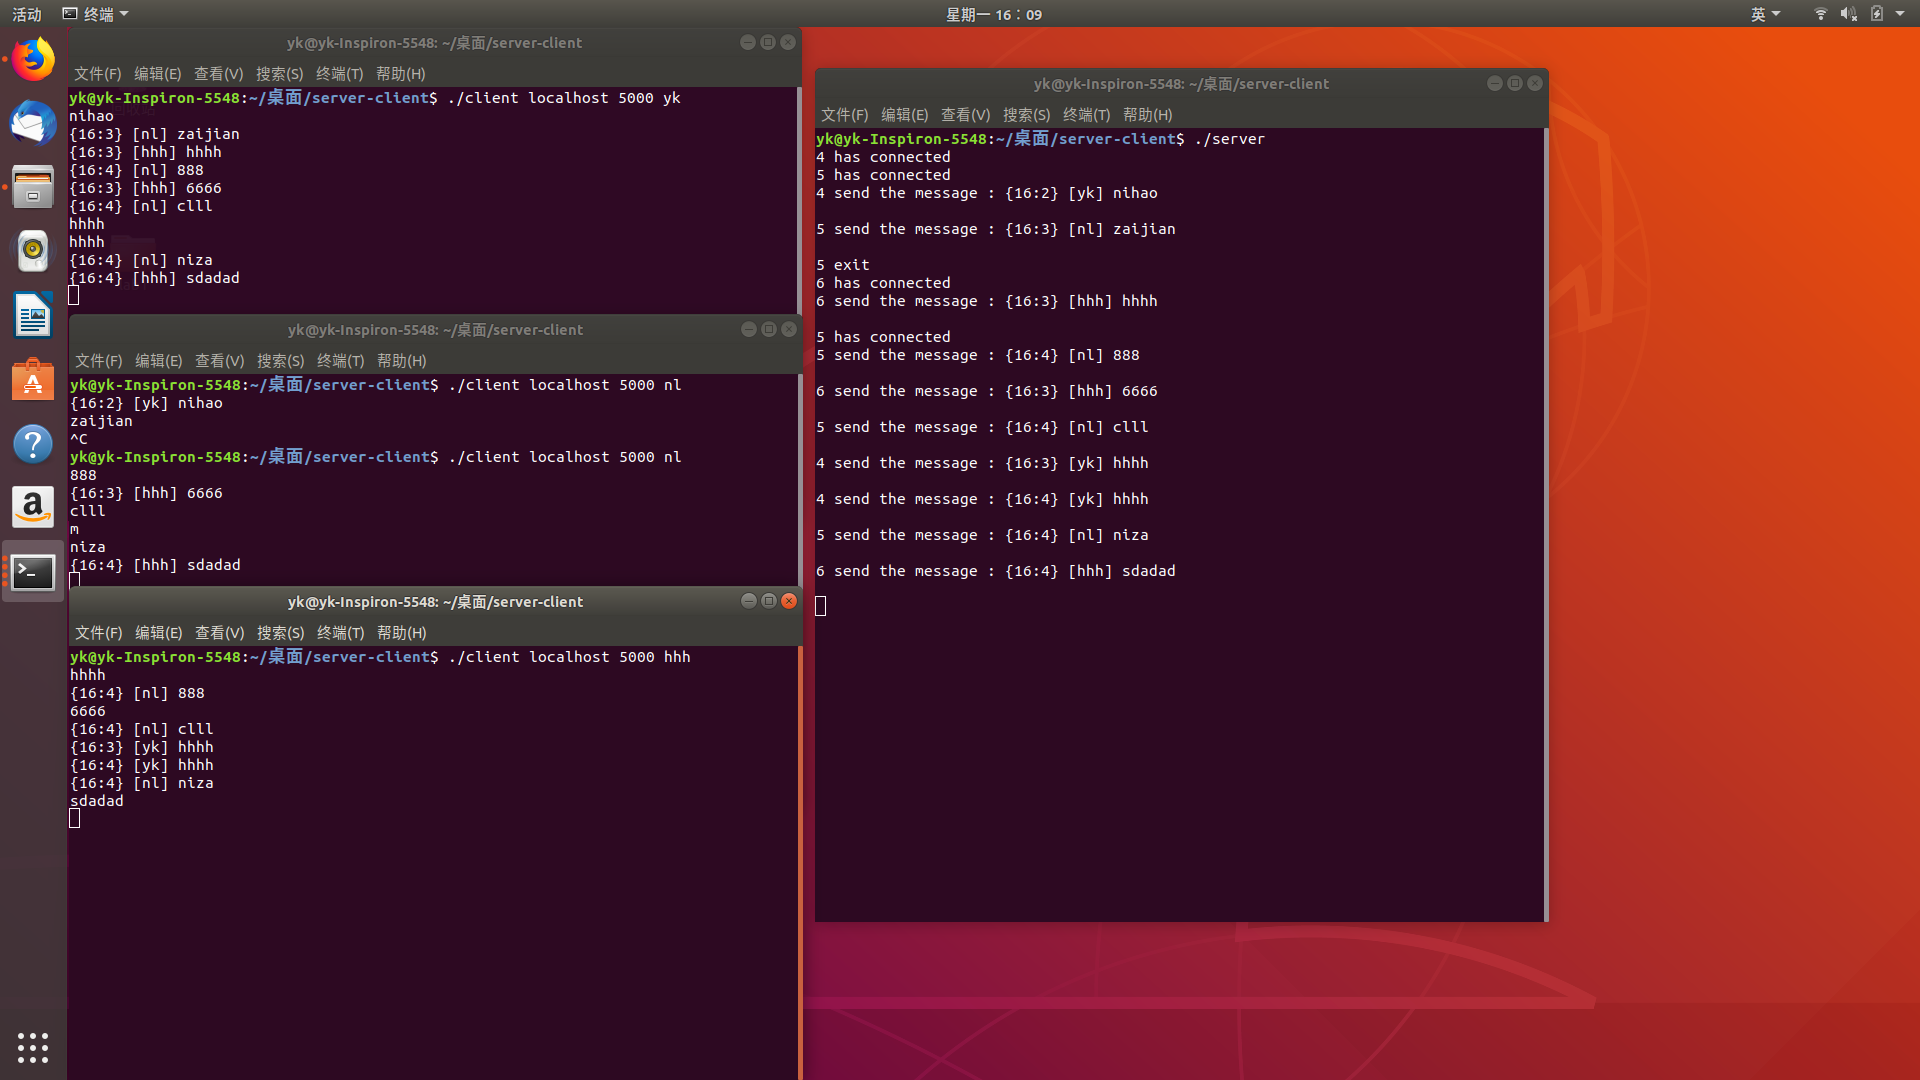 活动 终端 星期一 16：09 英
yk@yk-Inspiron-5548: ~/桌面/server-client
文件(F) 编辑(E) 查看(V) 搜索(S) 终端(T) 帮助(H)
yk@yk-Inspiron-5548:~/桌面/server-client$ ./client localhost 5000 yk
nihao
{16:3} [nl] zaijian
{16:3} [hhh] hhhh
{16:4} [nl] 888
{16:3} [hhh] 6666
{16:4} [nl] clll
hhhh
hhhh
{16:4} [nl] niza
{16:4} [hhh] sdadad
yk@yk-Inspiron-5548: ~/桌面/server-client
文件(F) 编辑(E) 查看(V) 搜索(S) 终端(T) 帮助(H)
yk@yk-Inspiron-5548:~/桌面/server-client$ ./client localhost 5000 nl
{16:2} [yk] nihao
zaijian
^C
yk@yk-Inspiron-5548:~/桌面/server-client$ ./client localhost 5000 nl
888
{16:3} [hhh] 6666
clll
m
niza
{16:4} [hhh] sdadad
yk@yk-Inspiron-5548: ~/桌面/server-client
文件(F) 编辑(E) 查看(V) 搜索(S) 终端(T) 帮助(H)
yk@yk-Inspiron-5548:~/桌面/server-client$ ./client localhost 5000 hhh
hhhh
{16:4} [nl] 888
6666
{16:4} [nl] clll
{16:3} [yk] hhhh
{16:4} [yk] hhhh
{16:4} [nl] niza
sdadad
yk@yk-Inspiron-5548: ~/桌面/server-client
文件(F) 编辑(E) 查看(V) 搜索(S) 终端(T) 帮助(H)
yk@yk-Inspiron-5548:~/桌面/server-client$ ./server
4 has connected
5 has connected
4 send the message : {16:2} [yk] nihao
5 send the message : {16:3} [nl] zaijian
5 exit
6 has connected
6 send the message : {16:3} [hhh] hhhh
5 has connected
5 send the message : {16:4} [nl] 888
6 send the message : {16:3} [hhh] 6666
5 send the message : {16:4} [nl] clll
4 send the message : {16:3} [yk] hhhh
4 send the message : {16:4} [yk] hhhh
5 send the message : {16:4} [nl] niza
6 send the message : {16:4} [hhh] sdadad